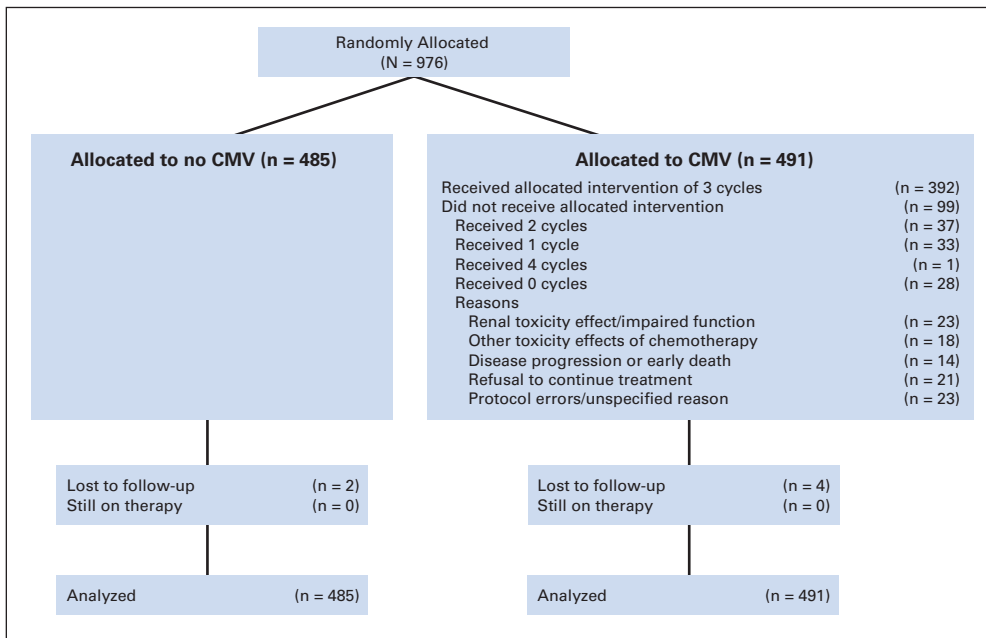 Randomly Allocated
(N = 976)
Allocated to no CMV (n = 485)
Allocated to CMV (n = 491)
Received allocated intervention of 3 cycles (n = 392)
Did not receive allocated intervention (n = 99)
Received 2 cycles (n = 37)
Received 1 cycle (n = 33)
Received 4 cycles (n = 1)
Received 0 cycles (n = 28)
Reasons
Renal toxicity effect/impaired function (n = 23)
Other toxicity effects of chemotherapy (n = 18)
Disease progression or early death (n = 14)
Refusal to continue treatment (n = 21)
Protocol errors/unspecified reason (n = 23)
Lost to follow-up (n = 2)
Still on therapy (n = 0)
Lost to follow-up (n = 4)
Still on therapy (n = 0)
Analyzed (n = 485)
Analyzed (n = 491)